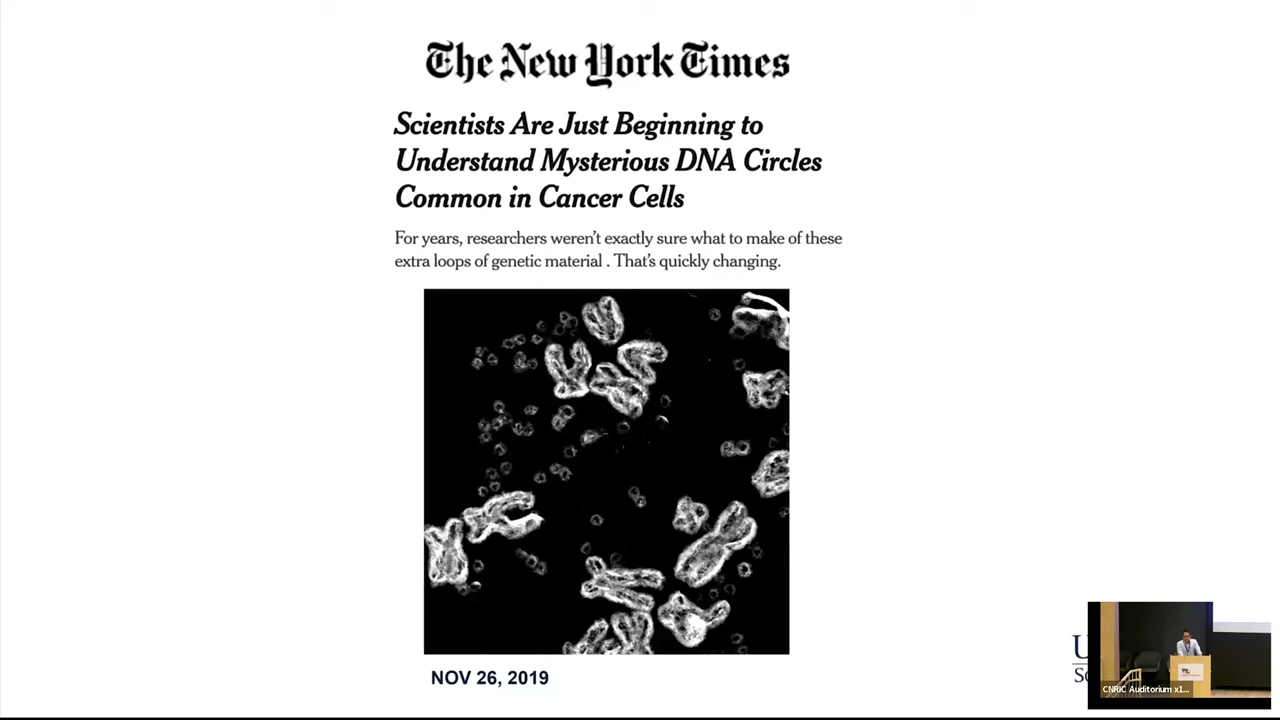 The New York Times
Scientists Are Just Beginning to
Understand Mysterious DNA Circles
Common in Cancer Cells
For years, researchers weren't exactly sure what to make of these
extra loops of genetic material . That's quickly changing.
NOV 26, 2019
CNRIC Auditorium x1...